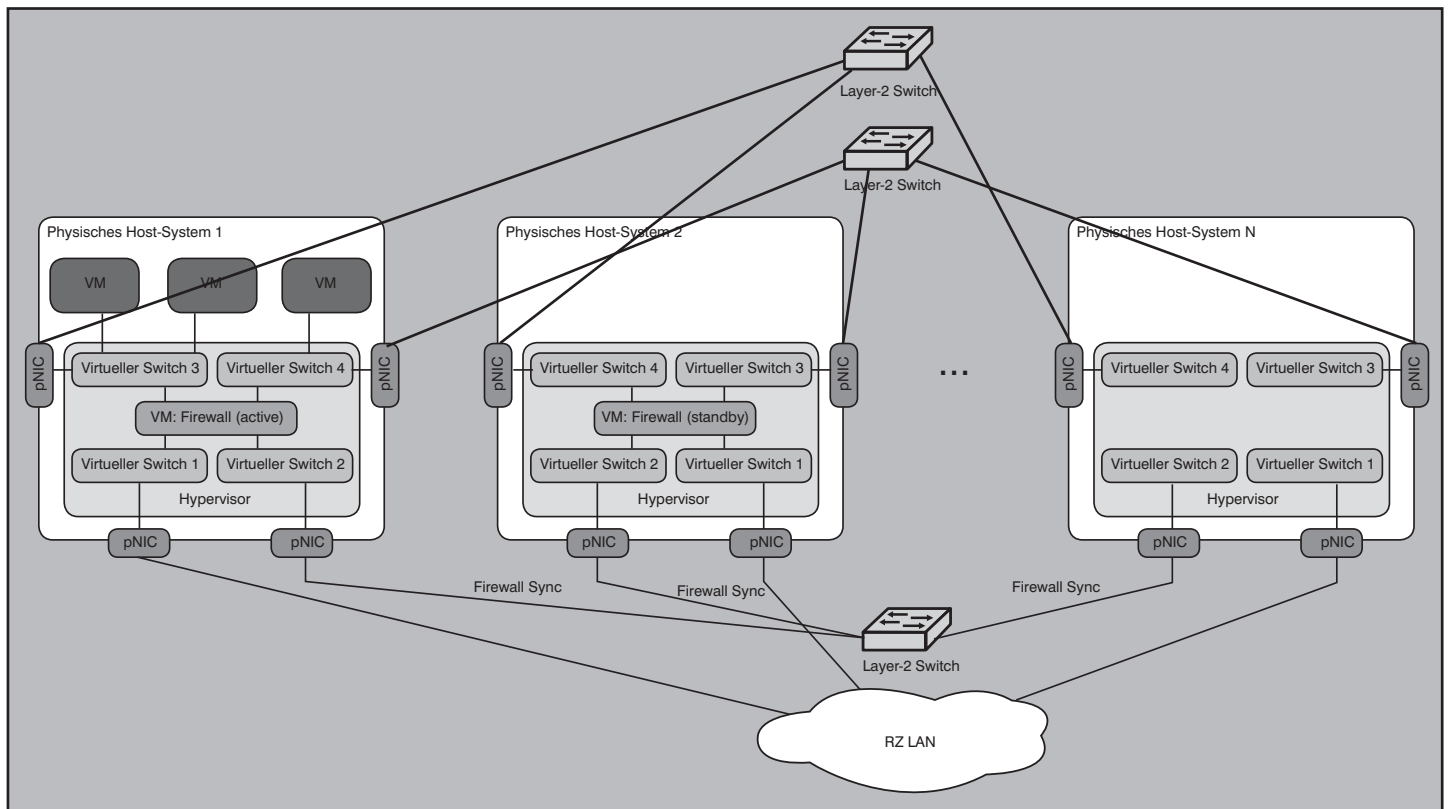 Layer-2 Switch
Layer-2 Switch
Physisches Host-System 1
VM
VM
VM
pNIC
Virtueller Switch 3
Virtueller Switch 4
pNIC
VM: Firewall (active)
Virtueller Switch 1
Virtueller Switch 2
Hypervisor
pNIC
pNIC
Physisches Host-System 2
pNIC
Virtueller Switch 4
Virtueller Switch 3
pNIC
VM: Firewall (standby)
Virtueller Switch 2
Virtueller Switch 1
Hypervisor
pNIC
pNIC
...
Physisches Host-System N
pNIC
Virtueller Switch 4
Virtueller Switch 3
pNIC
Virtueller Switch 2
Virtueller Switch 1
Hypervisor
pNIC
pNIC
Firewall Sync
Firewall Sync
Firewall Sync
Layer-2 Switch
RZ LAN